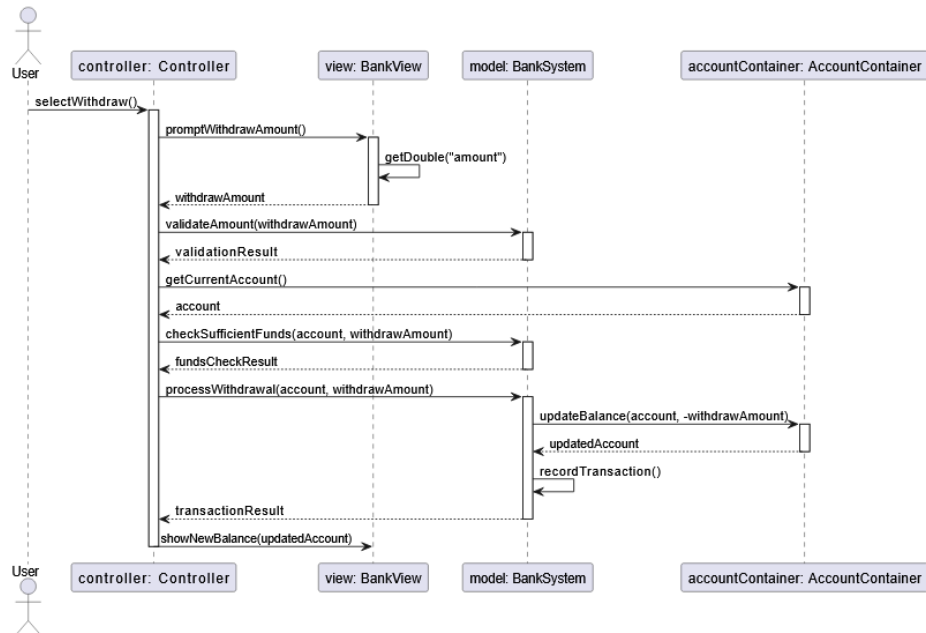 User
controller: Controller
view: BankView
model: BankSystem
accountContainer: AccountContainer
selectWithdraw()
promptWithdrawAmount()
getDouble("amount")
withdrawAmount
validateAmount(withdrawAmount)
validationResult
getCurrentAccount()
account
checkSufficientFunds(account, withdrawAmount)
fundsCheckResult
processWithdrawal(account, withdrawAmount)
updateBalance(account, -withdrawAmount)
updatedAccount
recordTransaction()
transactionResult
showNewBalance(updatedAccount)
User
controller: Controller
view: BankView
model: BankSystem
accountContainer: AccountContainer